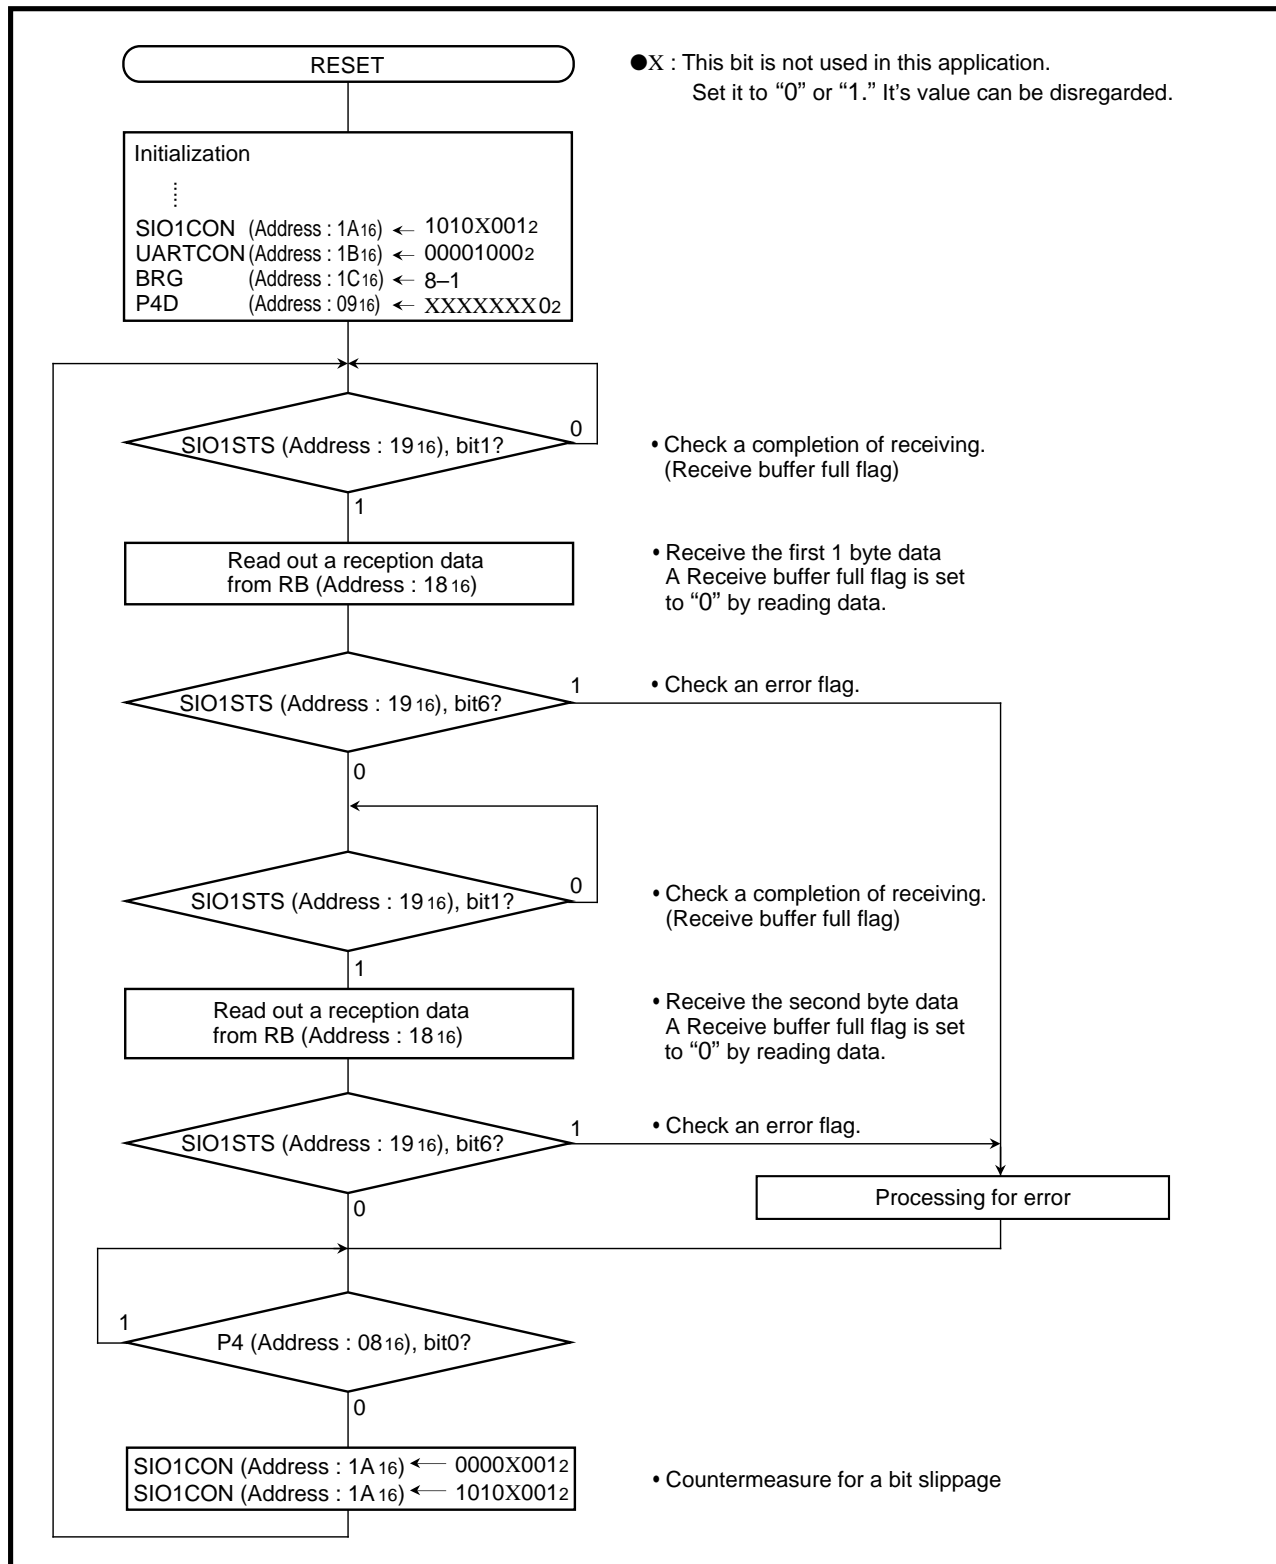 RESET
●X : This bit is not used in this application.
Set it to “0” or “1.” It’s value can be disregarded.
Initialization
SIO1CON (Address : 1A16) ← 1010X0012
UARTCON (Address : 1B16) ← 000010002
BRG (Address : 1C16) ← 8–1
P4D (Address : 0916) ← XXXXXXX02
SIO1STS (Address : 1916), bit1?
0
1
• Check a completion of receiving.
(Receive buffer full flag)
Read out a reception data
from RB (Address : 1816)
• Receive the first 1 byte data
A Receive buffer full flag is set
to “0” by reading data.
SIO1STS (Address : 1916), bit6?
1
0
• Check an error flag.
SIO1STS (Address : 1916), bit1?
0
1
• Check a completion of receiving.
(Receive buffer full flag)
Read out a reception data
from RB (Address : 1816)
• Receive the second byte data
A Receive buffer full flag is set
to “0” by reading data.
SIO1STS (Address : 1916), bit6?
1
0
• Check an error flag.
Processing for error
P4 (Address : 0816), bit0?
1
0
SIO1CON (Address : 1A16) ← 0000X0012
SIO1CON (Address : 1A16) ← 1010X0012
• Countermeasure for a bit slippage